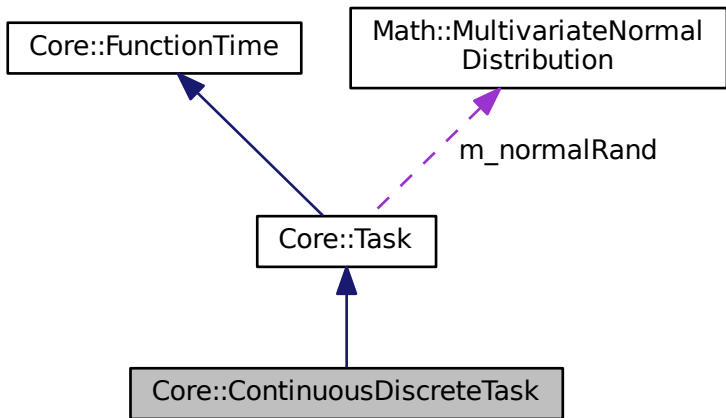 Core::FunctionTime
Math::MultivariateNormal
Distribution
m_normalRand
Core::Task
Core::ContinuousDiscreteTask